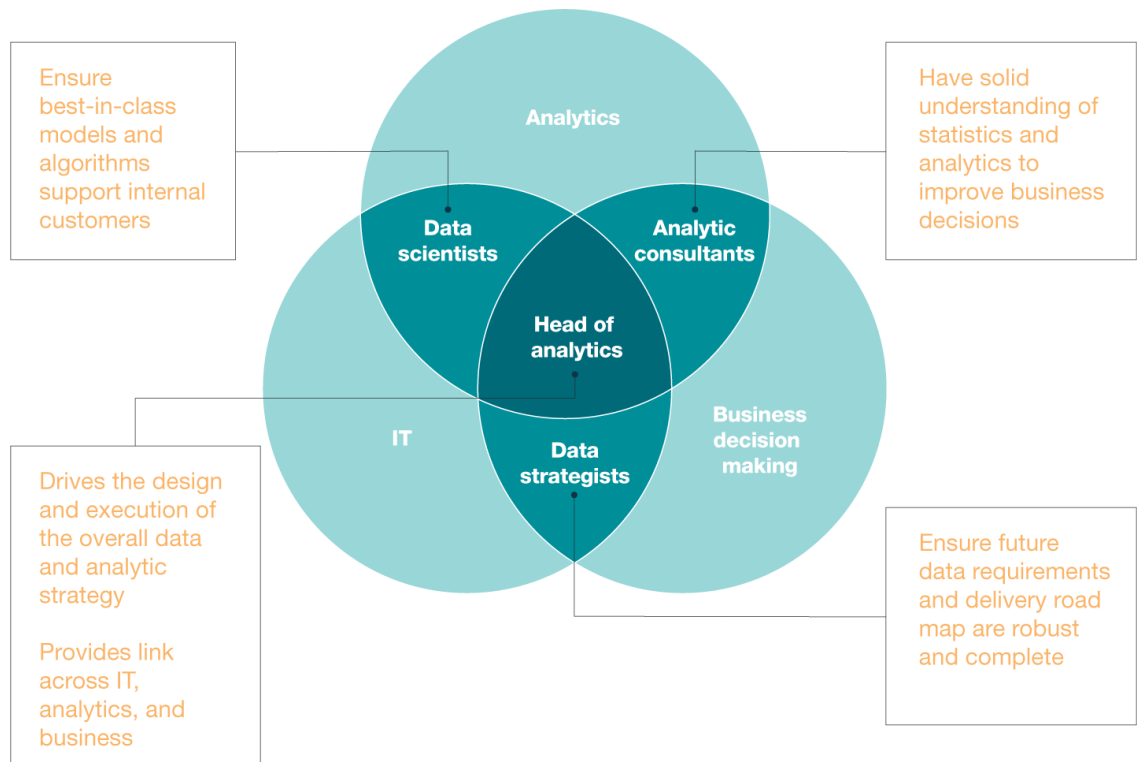 Ensure
best-in-class
models and
algorithms
support internal
customers
Analytics
Have solid
understanding of
statistics and
analytics to
improve business
decisions
Data
scientists
Analytic
consultants
Head of
analytics
IT
Business
decision
making
Data
strategists
Drives the design
and execution of
the overall data
and analytic
strategy
Provides link
across IT,
analytics, and
business
Ensure future
data requirements
and delivery road
map are robust
and complete